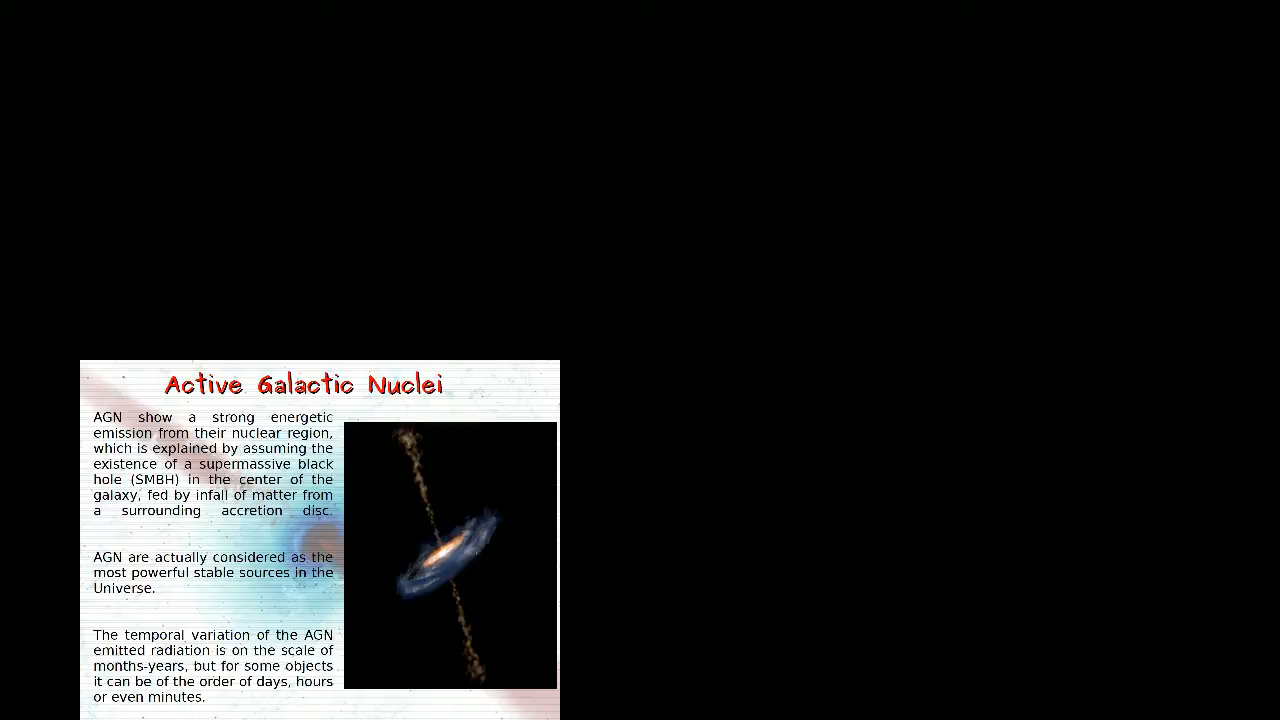 Active Galactic Nuclei
AGN show a strong energetic
emission from their nuclear region,
which is explained by assuming the
existence of a supermassive black
hole (SMBH) in the center of the
galaxy, fed by infall of matter from
a surrounding accretion disc.
AGN are actually considered as the
most powerful stable sources in the
Universe.
The temporal variation of the AGN
emitted radiation is on the scale of
months-years, but for some objects
it can be of the order of days, hours
or even minutes.